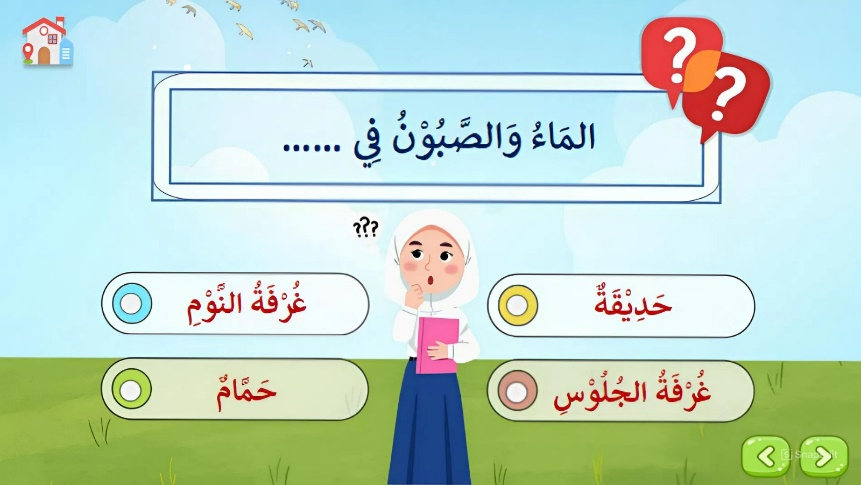 المَاءُ وَالصَّبُوْنُ فِي ......
???
حَدِيْقَةٌ
غُرْفَةُ النَّوْمِ
غُرْفَةُ الجُلُوْسِ
حَمَّامٌ